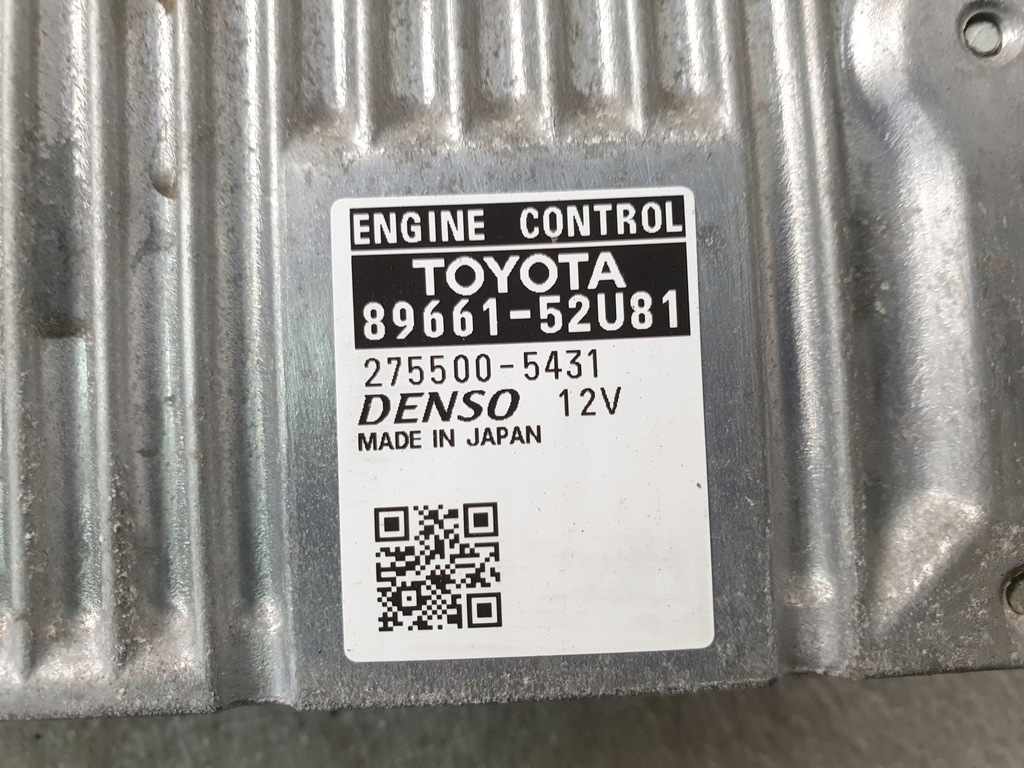 ENGINE CONTROL
TOYOTA
89661-52U81
275500-5431
DENSO 12V
MADE IN JAPAN